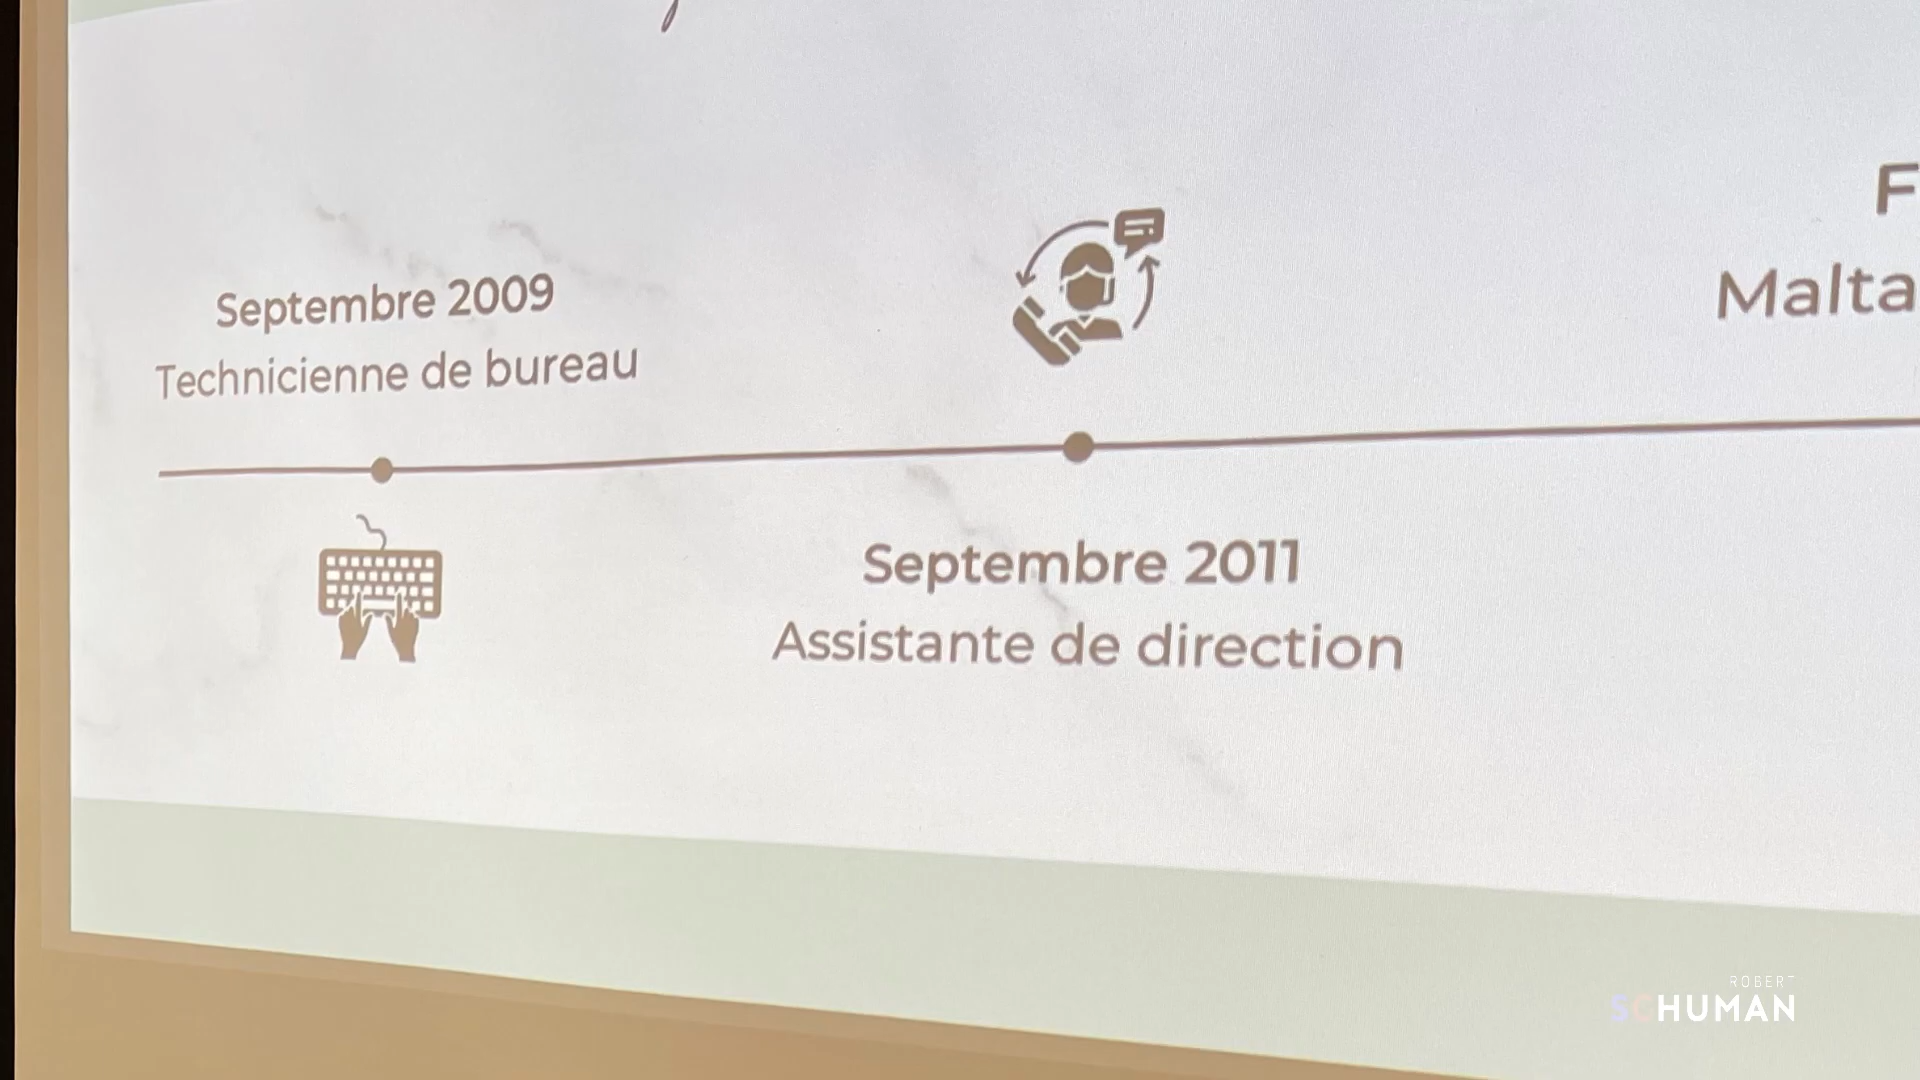 Septembre 2009
Technicienne de bureau
Septembre 2011
Assistante de direction
F
Malta
ROBERT
SCHUMAN